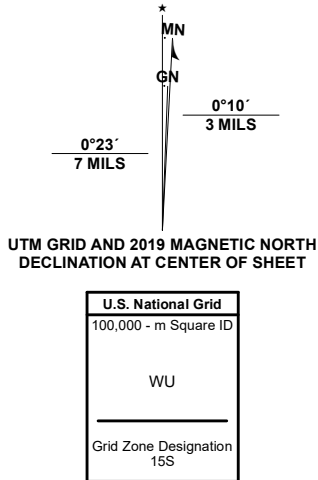 ★
MN
GN
0°10´
3 MILS
0°23´
7 MILS
UTM GRID AND 2019 MAGNETIC NORTH
DECLINATION AT CENTER OF SHEET
U.S. National Grid
100,000 - m Square ID
WU
Grid Zone Designation
15S